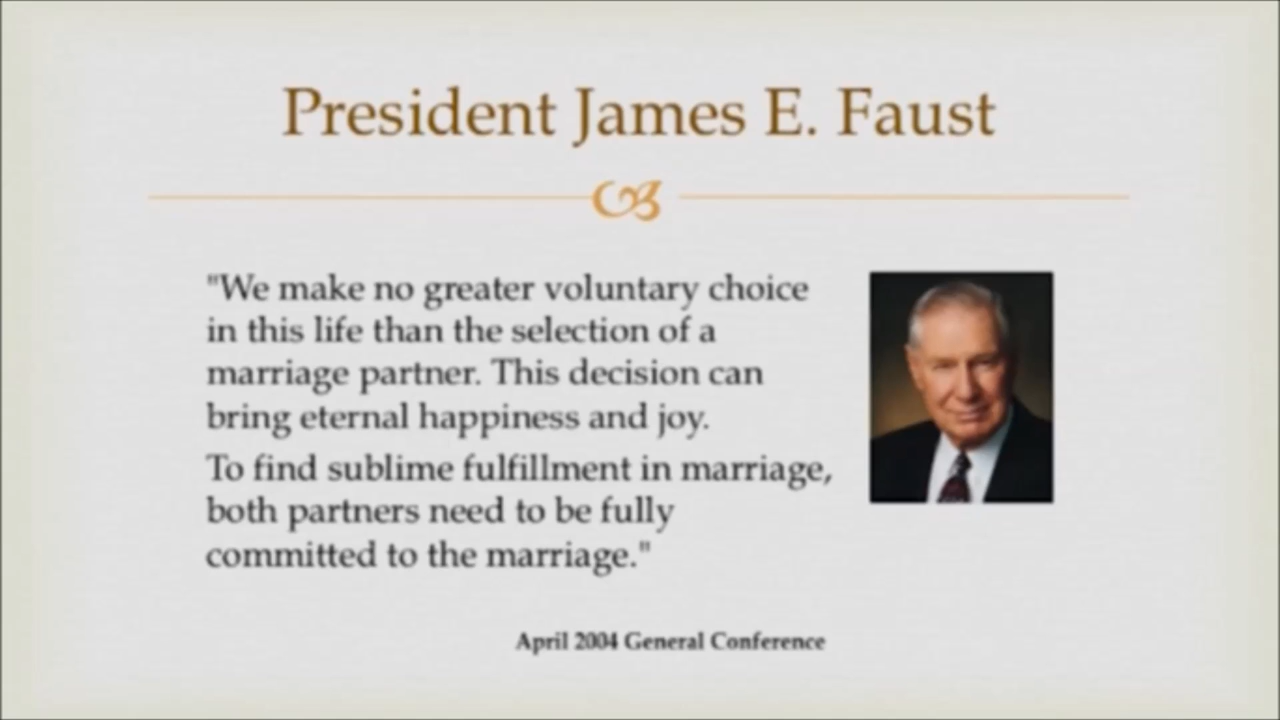 President James E. Faust
"We make no greater voluntary choice
in this life than the selection of a
marriage partner. This decision can
bring eternal happiness and joy.
To find sublime fulfillment in marriage,
both partners need to be fully
committed to the marriage."
April 2004 General Conference